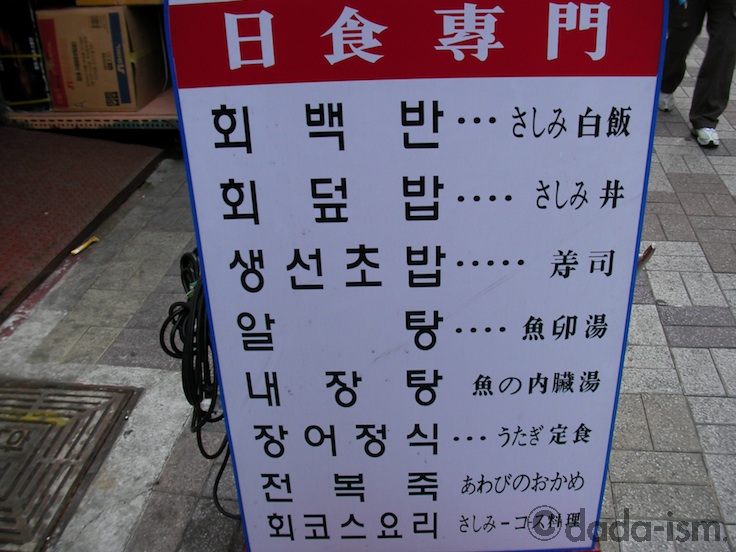 日食專門
회백반··· さしみ白飯
회덮밥···· さしみ丼
생선초밥····· 寿司
알탕···· 魚卵湯
내장탕 魚の内臓湯
장어정식··· うたぎ定食
전복죽 あわびのおかめ
회코스요리 さしみ-コース料理
©dada-ism.